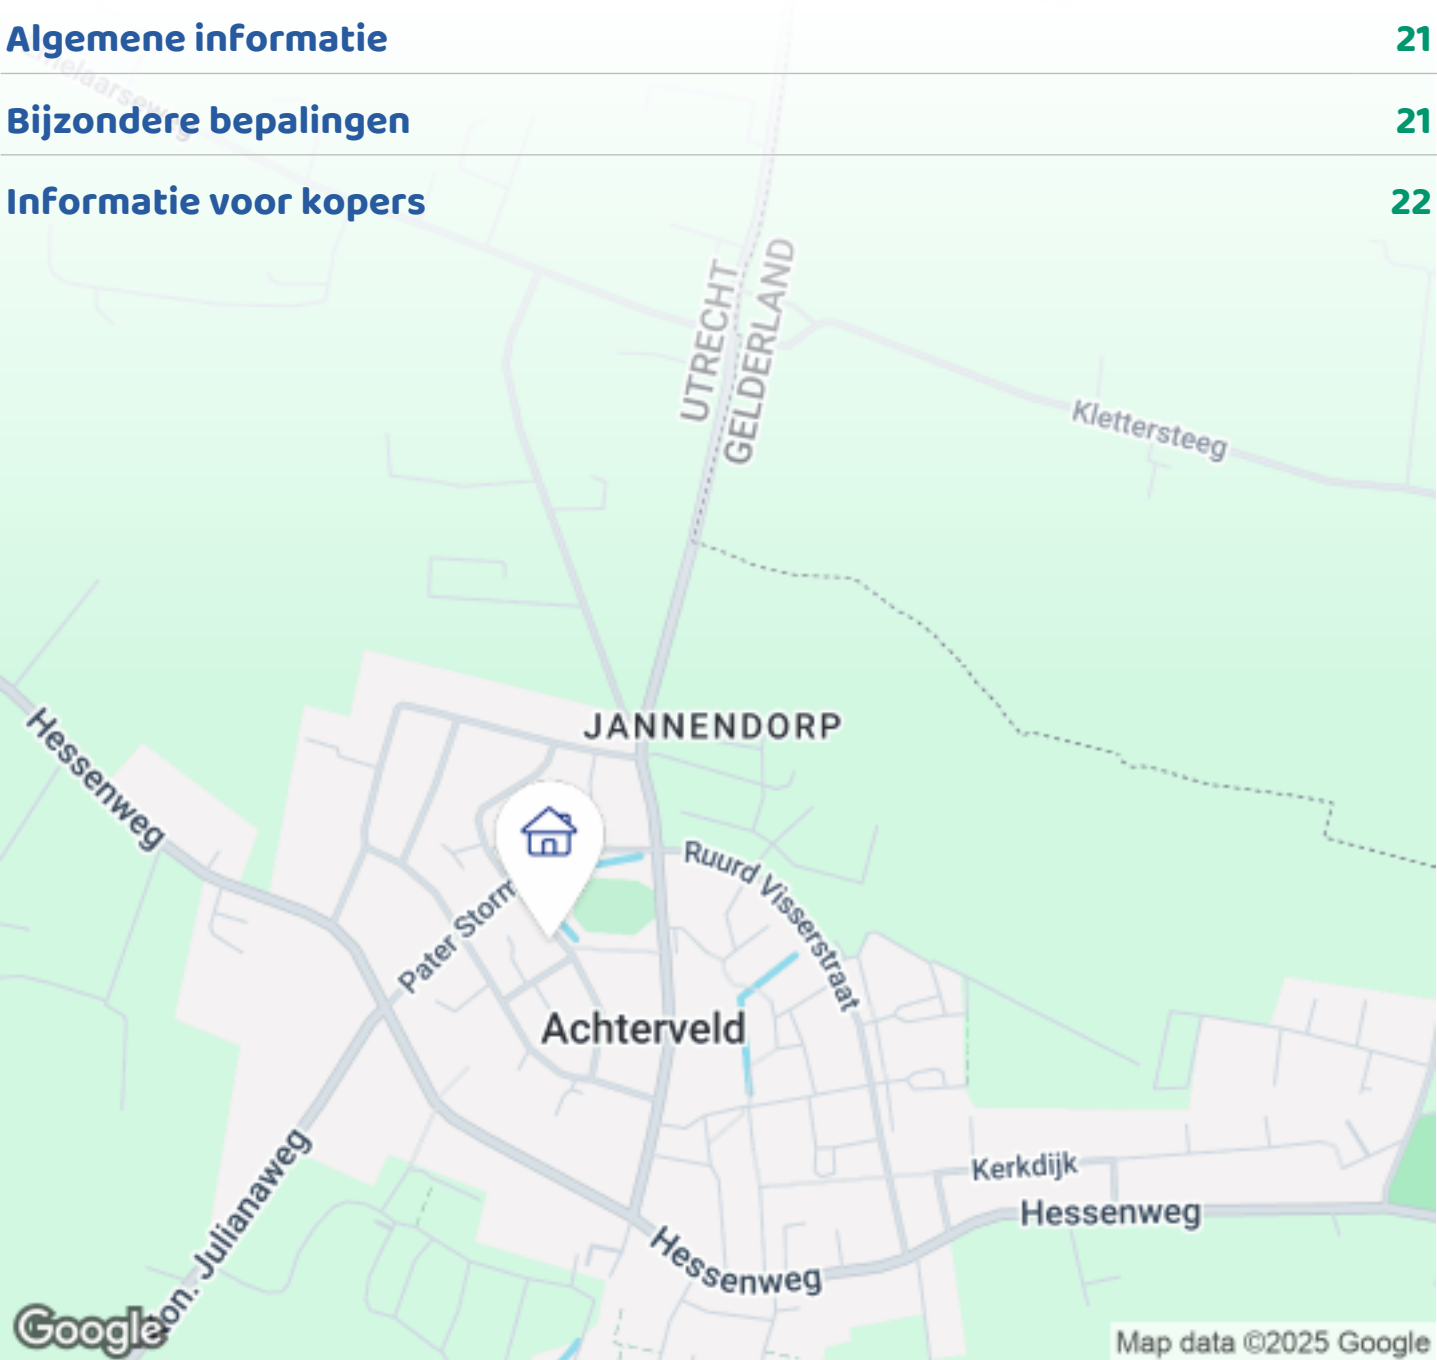 Algemene informatie 21
Bijzondere bepalingen 21
Informatie voor kopers 22
UTRECHT
GELDERLAND
Klettersteeg
JANNENDORP
Hessenweg
Ruurd Visserstraat
Pater Storm
Achterveld
Kerkdijk
Hessenweg
Julianaweg
Hessenweg
Google
Map data ©2025 Google